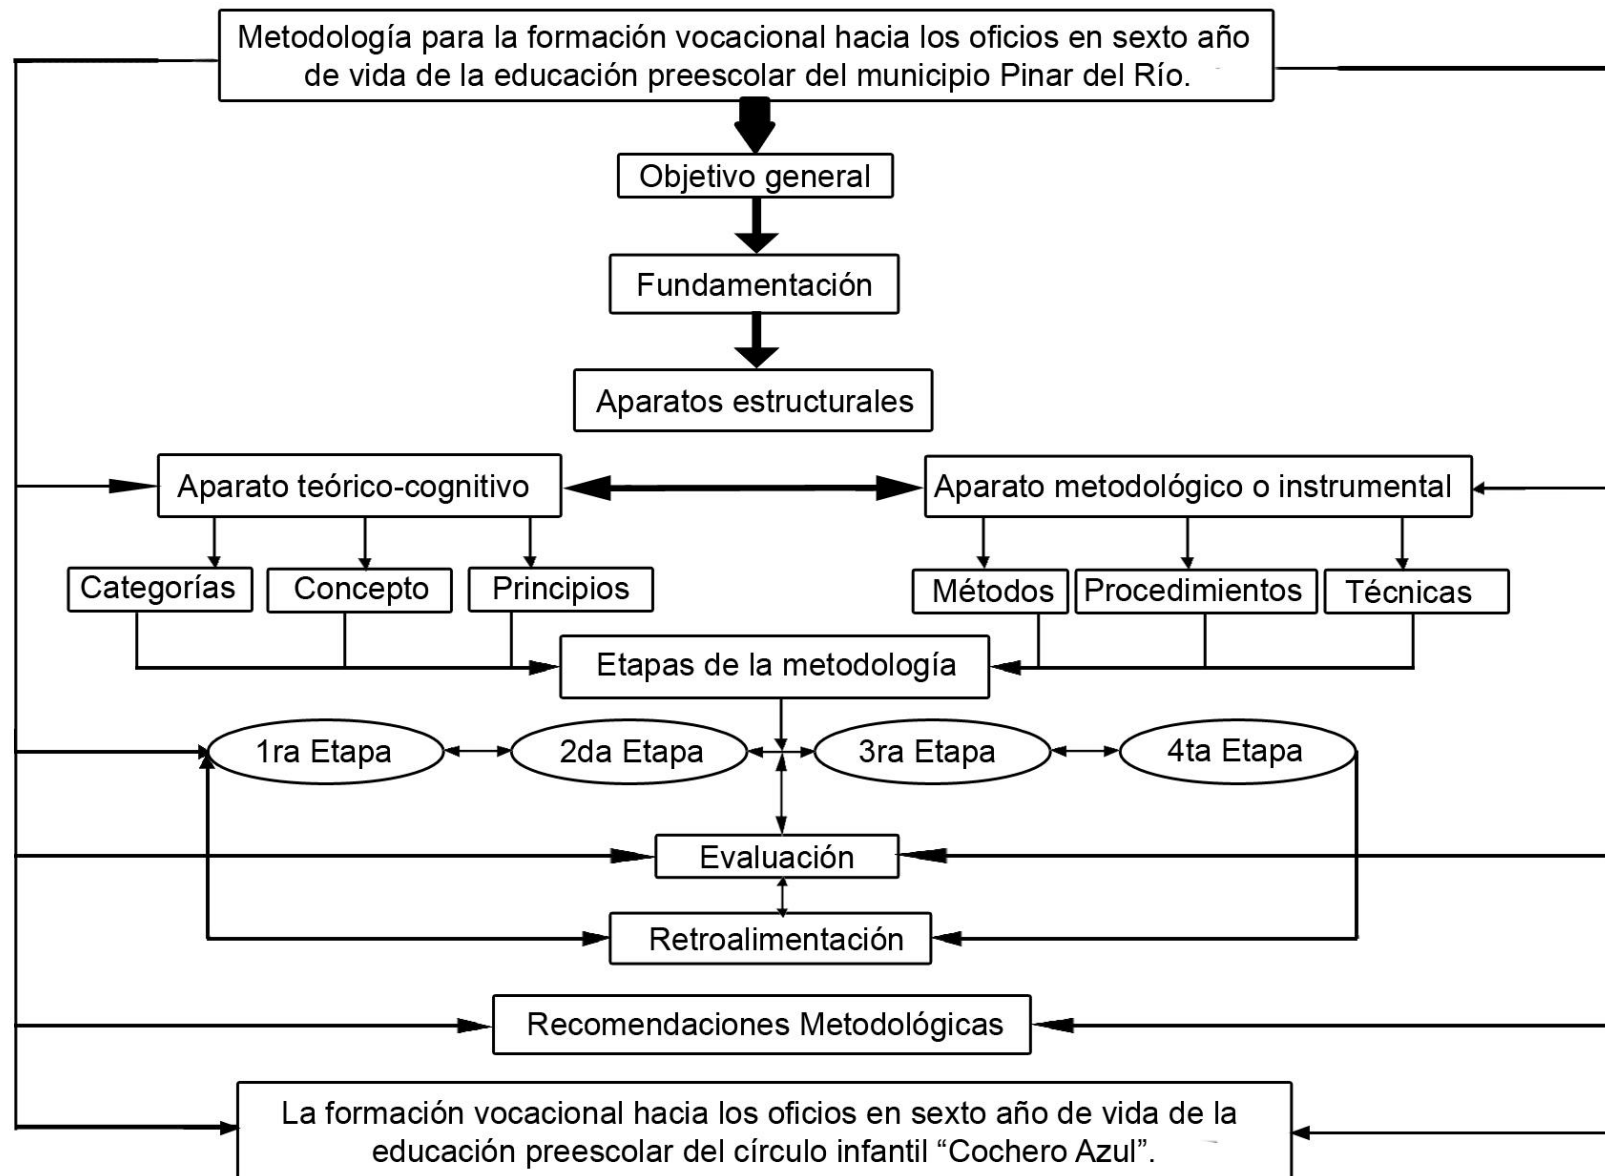 Metodología para la formación vocacional hacia los oficios en sexto año
de vida de la educación preescolar del municipio Pinar del Río.
Objetivo general
Fundamentación
Aparatos estructurales
Aparato teórico-cognitivo
Aparato metodológico o instrumental
Categorías
Concepto
Principios
Métodos
Procedimientos
Técnicas
Etapas de la metodología
1ra Etapa
2da Etapa
3ra Etapa
4ta Etapa
Evaluación
Retroalimentación
Recomendaciones Metodológicas
La formación vocacional hacia los oficios en sexto año de vida de la
educación preescolar del círculo infantil “Cochero Azul”.